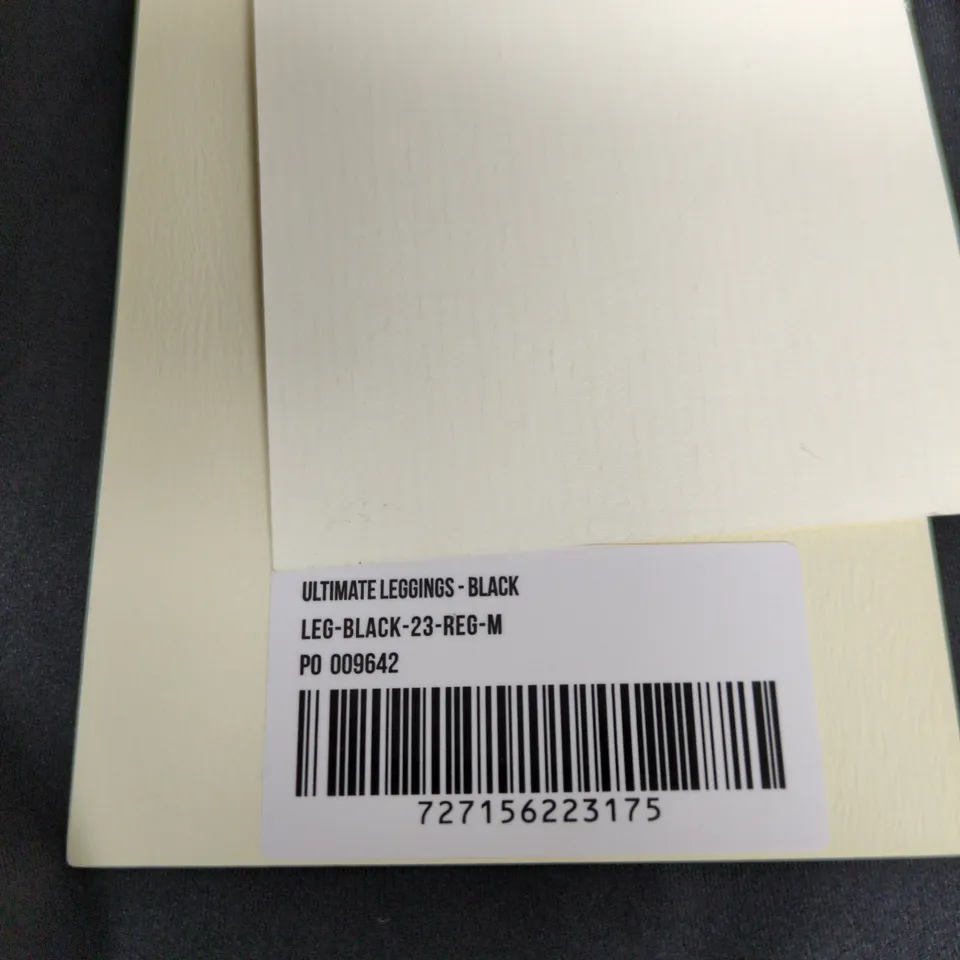 ULTIMATE LEGGINGS - BLACK
LEG-BLACK-23-REG-M
PO 009642
727156223175